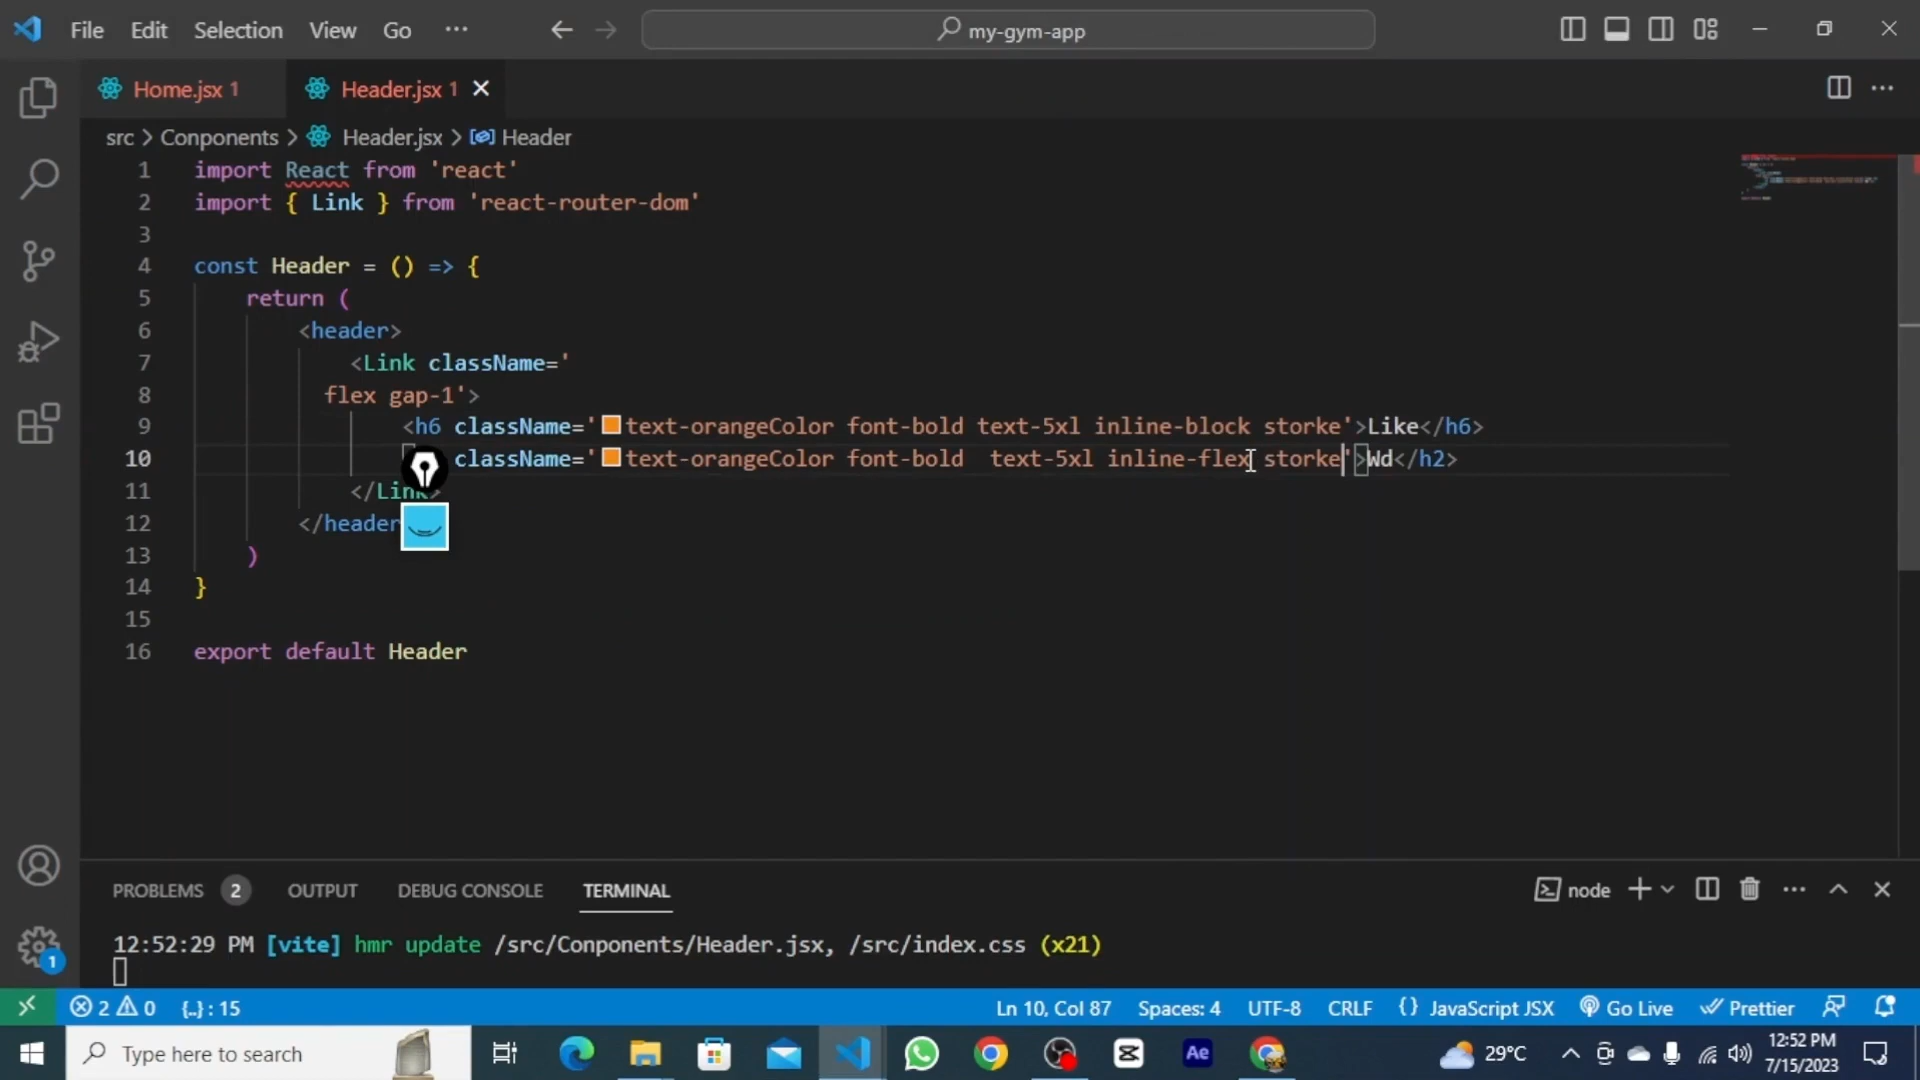 File Edit Selection View Go ··· my-gym-app
Home.jsx 1 Header.jsx 1
src > Conponents > Header.jsx > Header
1 import React from 'react'
2 import { Link } from 'react-router-dom'
3
4 const Header = () => {
5 return (
6 <header>
7 <Link className='
8 flex gap-1'>
9 <h6 className='text-orangeColor font-bold text-5xl inline-block storke'>Like</h6>
10 className='text-orangeColor font-bold  text-5xl inline-flex storke'>Wd</h2>
11 </Link>
12 </header
13 )
14 }
15
16 export default Header
PROBLEMS 2 OUTPUT DEBUG CONSOLE TERMINAL node
12:52:29 PM [vite] hmr update /src/Conponents/Header.jsx, /src/index.css (x21)
1
2 0 {..} : 15 Ln 10, Col 87 Spaces: 4 UTF-8 CRLF {} JavaScript JSX Go Live Prettier
Type here to search Ae 29°C 12:52 PM
7/15/2023